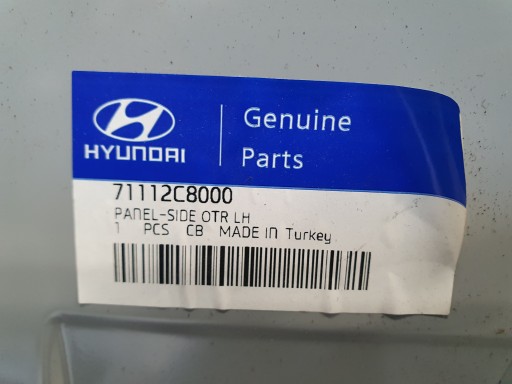 HYUNDAI
Genuine
Parts
71112C8000
PANEL-SIDE OTR LH
1 PCS CB MADE IN Turkey